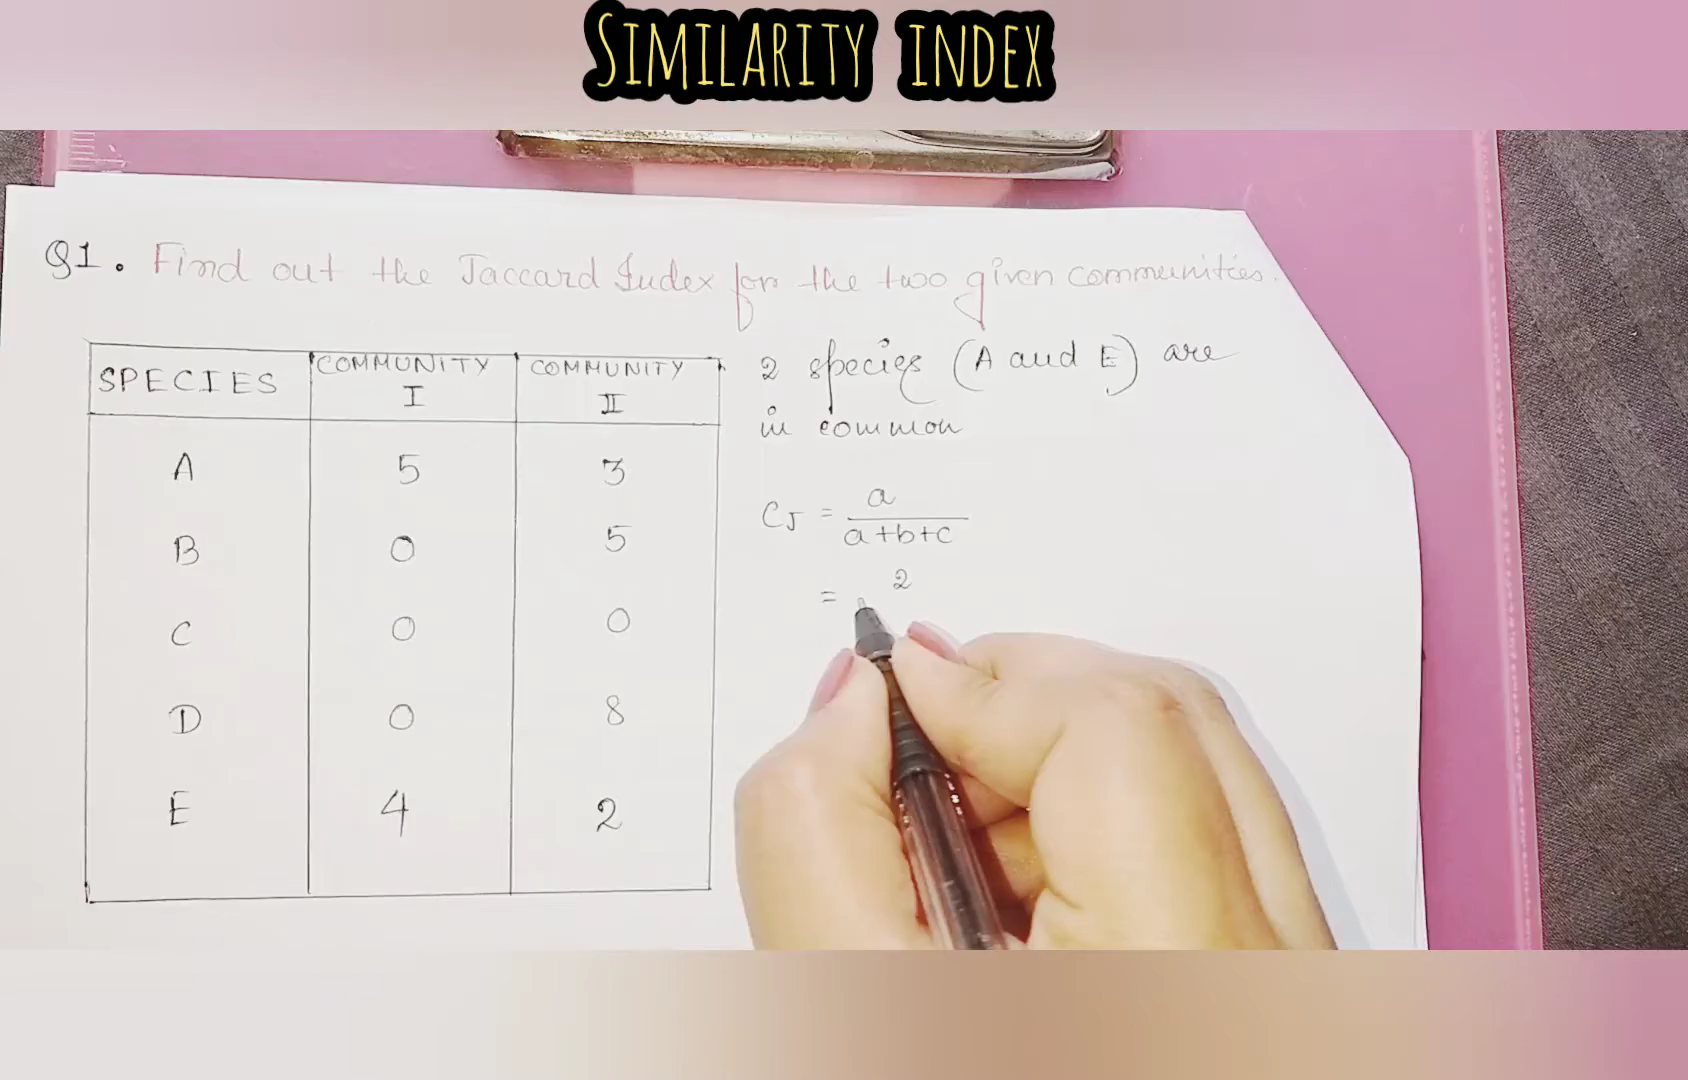 SIMILARITY INDEX
Q1. Find out the Jaccard Index for the two given communities.
SPECIES COMMUNITY I COMMUNITY II
A 5 3
B 0 5
C 0 0
D 0 8
E 4 2
2 species (A and E) are
in common
CJ = a
a+b+c
= 2